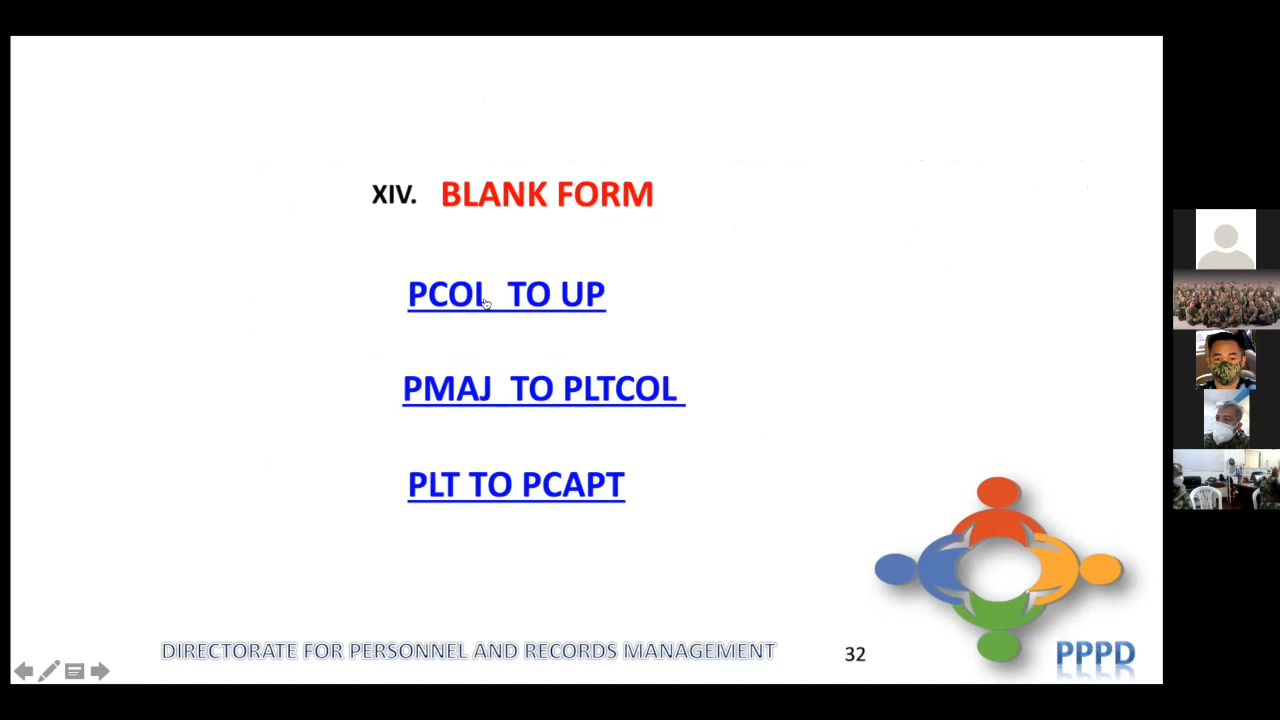 XIV. BLANK FORM
PCOL TO UP
PMAJ TO PLTCOL
PLT TO PCAPT
DIRECTORATE FOR PERSONNEL AND RECORDS MANAGEMENT
32
PPPD